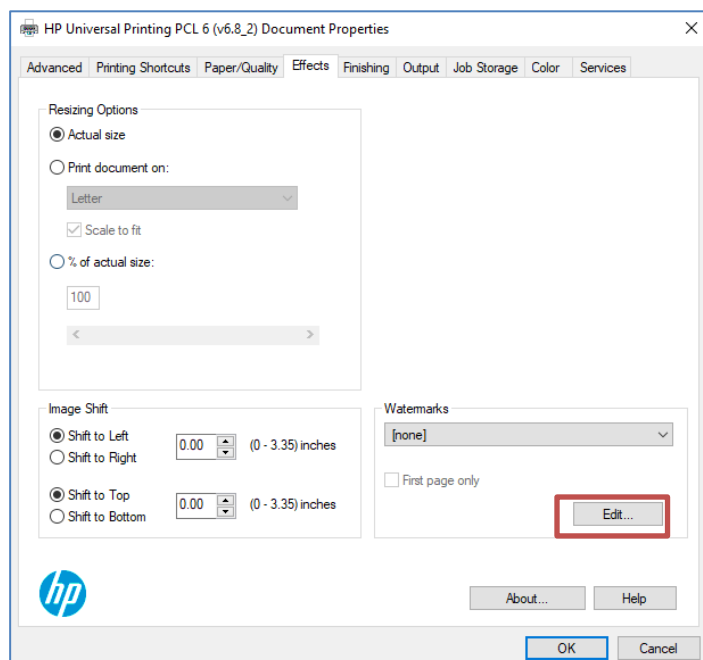 HP Universal Printing PCL 6 (v6.8_2) Document Properties
Advanced Printing Shortcuts Paper/Quality Effects Finishing Output Job Storage Color Services
Resizing Options
Actual size
Print document on:
Letter
Scale to fit
% of actual size:
100
Image Shift
Shift to Left
Shift to Right
0.00 (0 - 3.35) inches
Shift to Top
Shift to Bottom
0.00 (0 - 3.35) inches
Watermarks
[none]
First page only
Edit...
hp
About... Help
OK Cancel